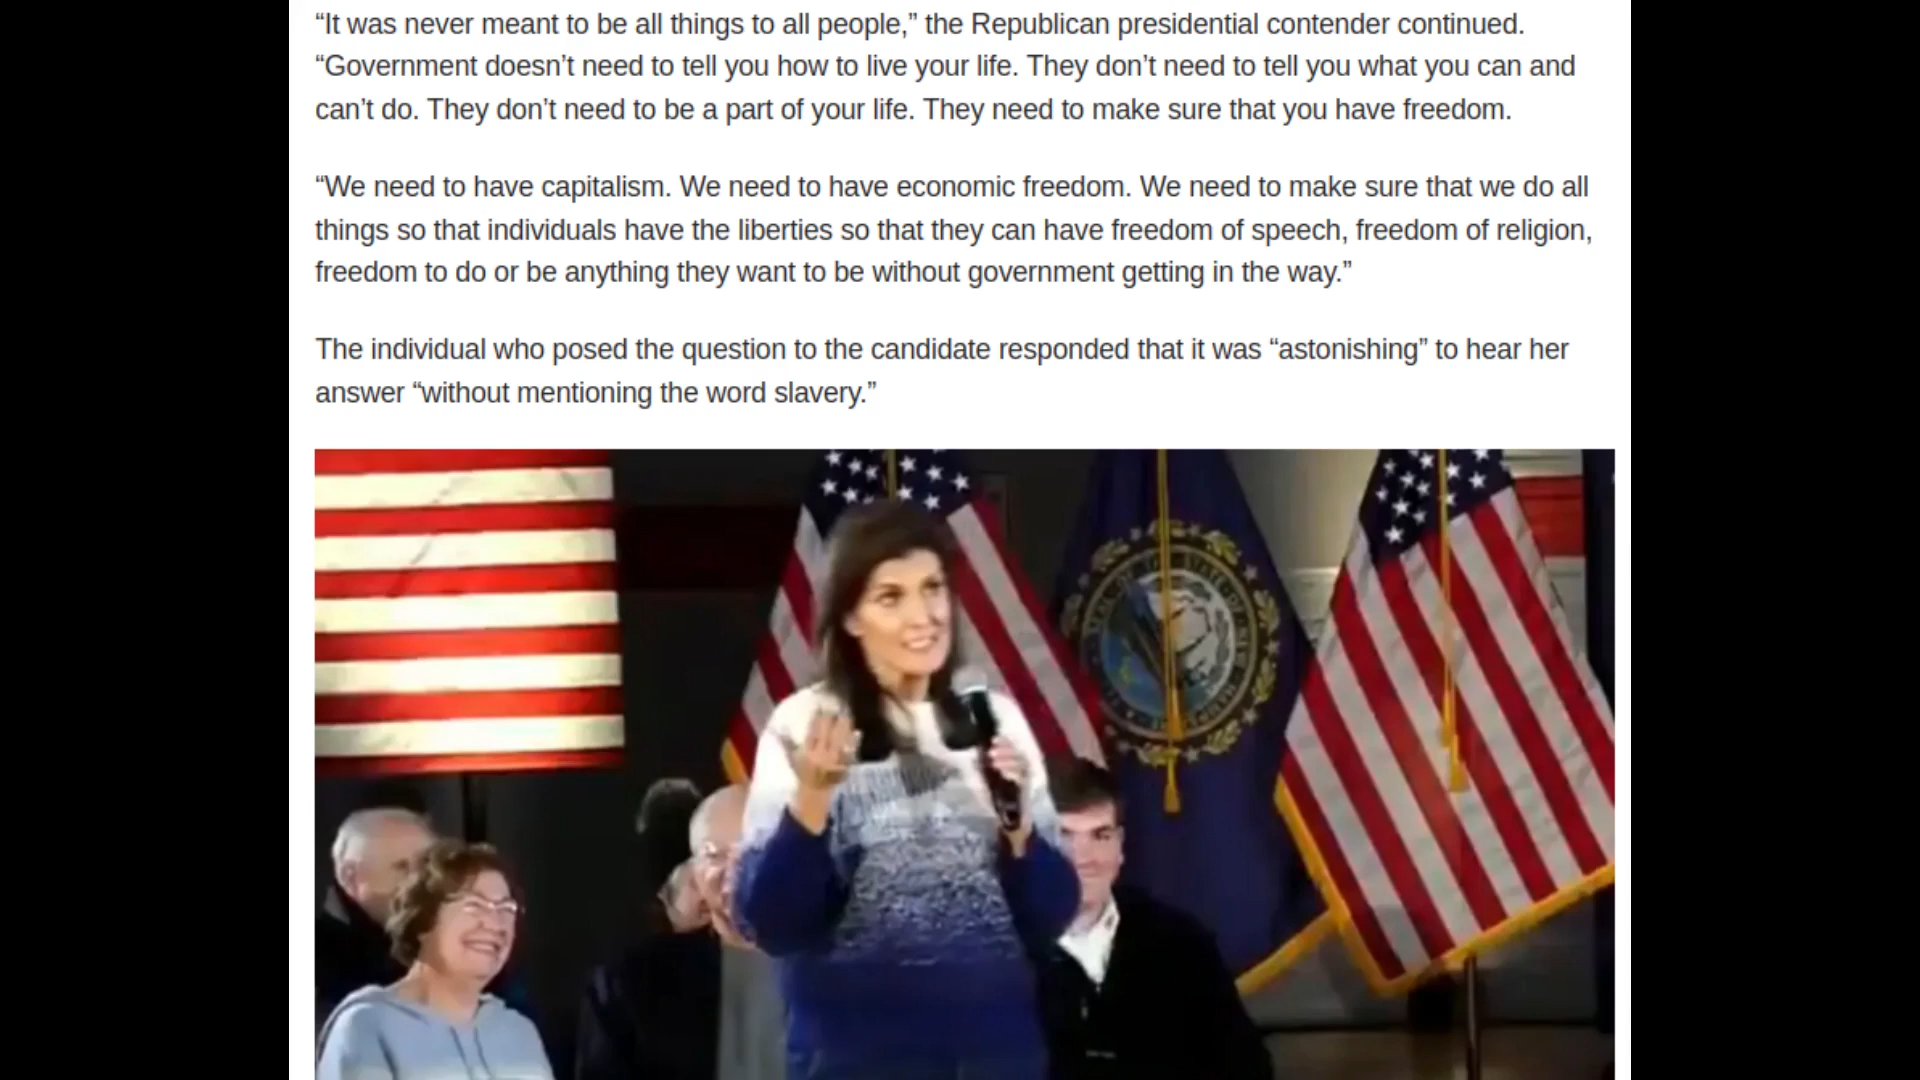 “It was never meant to be all things to all people,” the Republican presidential contender continued.
“Government doesn’t need to tell you how to live your life. They don’t need to tell you what you can and
can’t do. They don’t need to be a part of your life. They need to make sure that you have freedom.
“We need to have capitalism. We need to have economic freedom. We need to make sure that we do all
things so that individuals have the liberties so that they can have freedom of speech, freedom of religion,
freedom to do or be anything they want to be without government getting in the way.”
The individual who posed the question to the candidate responded that it was “astonishing” to hear her
answer “without mentioning the word slavery.”